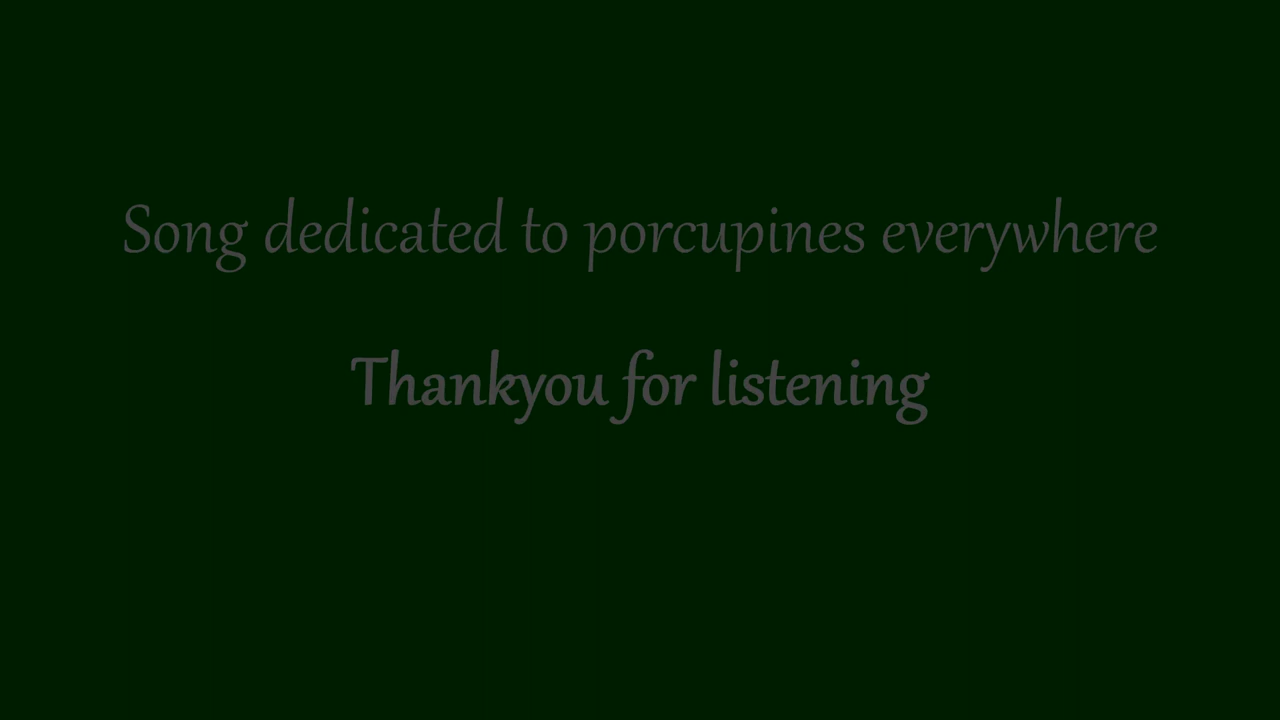 Song dedicated to porcupines everywhere
Thankyou for listening